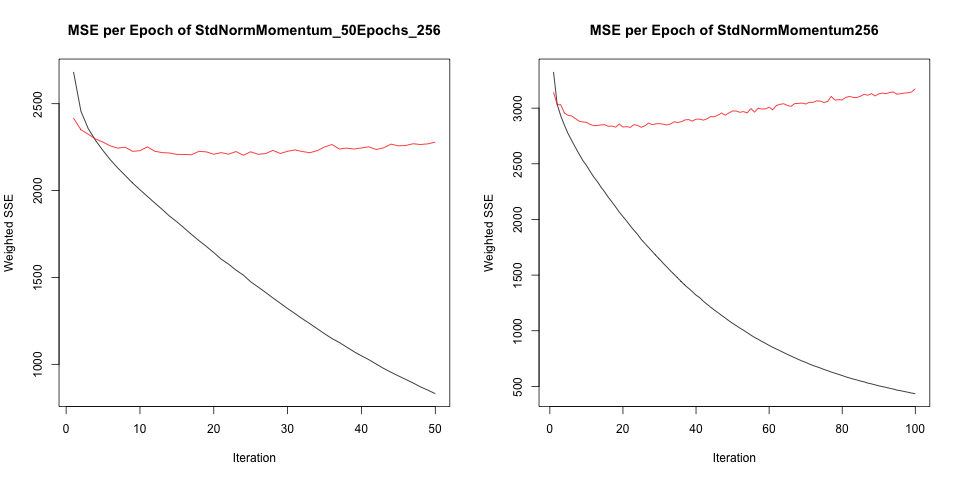 MSE per Epoch of StdNormMomentum_50Epochs_256
Weighted SSE
2500
2000
1500
1000
0 10 20 30 40 50
Iteration
MSE per Epoch of StdNormMomentum256
Weighted SSE
3000
2500
2000
1500
1000
500
0 20 40 60 80 100
Iteration